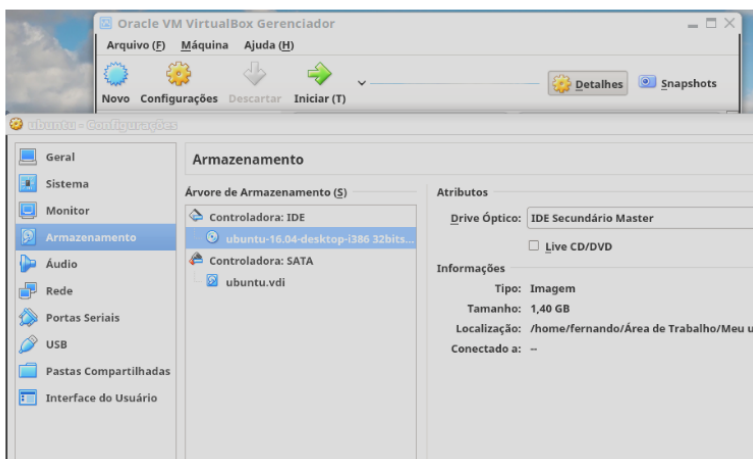 Oracle VM VirtualBox Gerenciador
Arquivo (F) Máquina Ajuda (H)
Novo Configurações Descartar Iniciar (T) Detalhes Snapshots
ubuntu - Configurações
Geral
Sistema
Monitor
Armazenamento
Áudio
Rede
Portas Seriais
USB
Pastas Compartilhadas
Interface do Usuário
Armazenamento
Árvore de Armazenamento (S)
Controladora: IDE
ubuntu-16.04-desktop-i386 32bits...
Controladora: SATA
ubuntu.vdi
Atributos
Drive Óptico: IDE Secundário Master
Live CD/DVD
Informações
Tipo: Imagem
Tamanho: 1,40 GB
Localização: /home/fernando/Área de Trabalho/Meu u
Conectado a: --